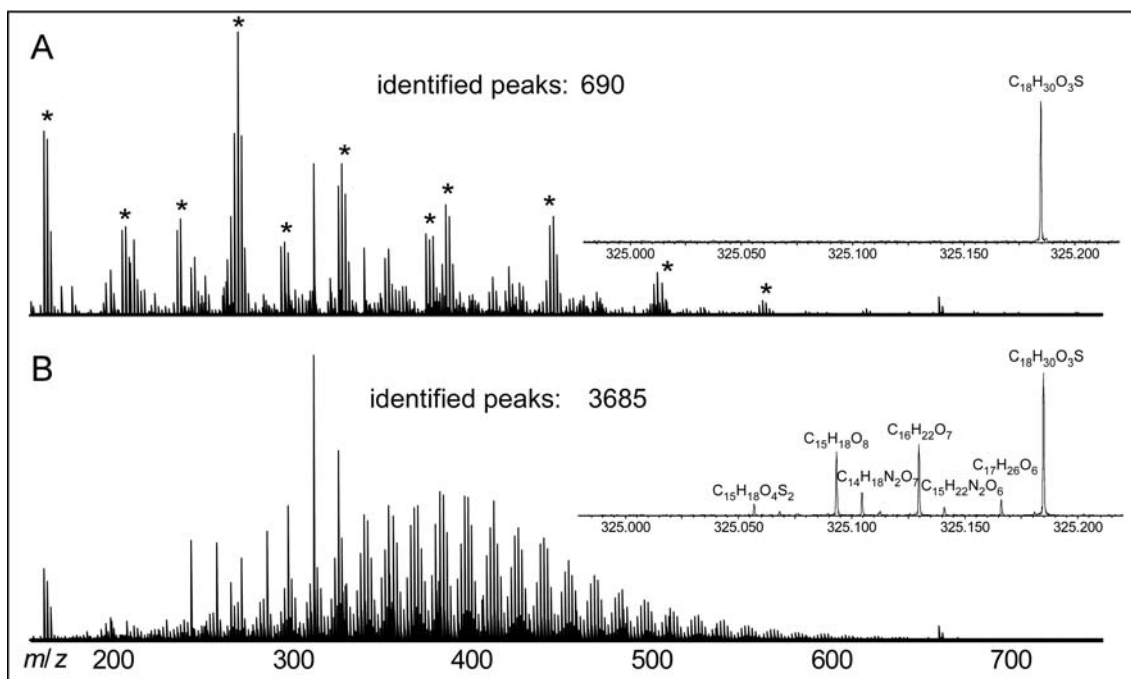 A
*
*
*
*
*
*
*
*
*
*
*
identified peaks: 690
C₁₈H₃₀O₃S
325.000 325.050 325.100 325.150 325.200
B
identified peaks: 3685
C₁₈H₃₀O₃S
C₁₅H₁₈O₈
C₁₆H₂₂O₇
C₁₇H₂₆O₆
C₁₄H₁₈N₂O₇
C₁₅H₂₂N₂O₆
C₁₅H₁₈O₄S₂
325.000 325.050 325.100 325.150 325.200
m/z 200 300 400 500 600 700